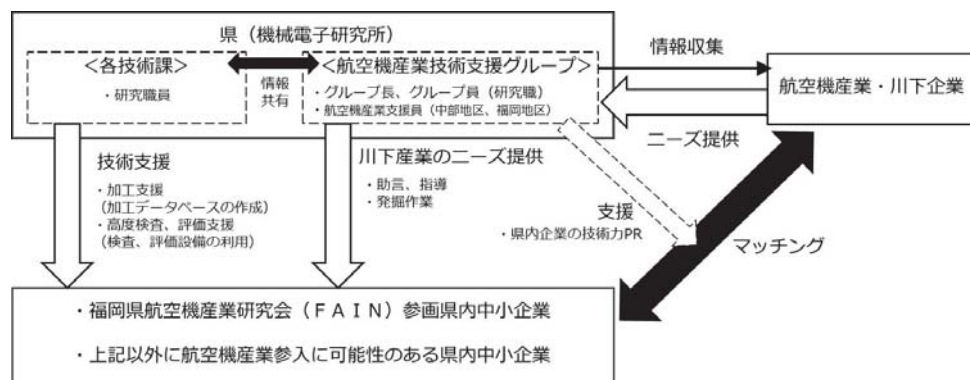 県（機械電子研究所）
＜各技術課＞
・研究職員
情報
共有
＜航空機産業技術支援グループ＞
・グループ長、グループ員（研究職）
・航空機産業支援員（中部地区、福岡地区）
情報収集
航空機産業・川下企業
ニーズ提供
技術支援
・加工支援
（加工データベースの作成）
・高度検査、評価支援
（検査、評価設備の利用）
川下産業のニーズ提供
・助言、指導
・発掘作業
支援
・県内企業の技術力PR
マッチング
・福岡県航空機産業研究会（ＦＡＩＮ）参画県内中小企業
・上記以外に航空機産業参入に可能性のある県内中小企業